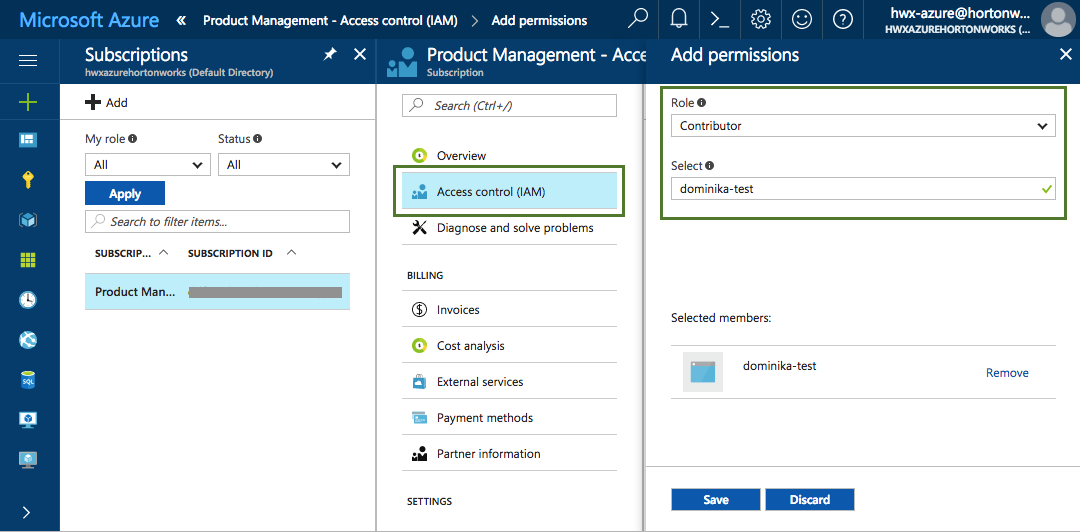 Microsoft Azure « Product Management - Access control (IAM) > Add permissions
hwx-azure@hortonw...
HWXAZUREHORTONWORKS (...
Subscriptions
hwxazurehortonworks (Default Directory)
Add
My role
Status
All
All
Apply
Search to filter items...
SUBSCRIP...
SUBSCRIPTION ID
Product Man...
SQL
Product Management - Acce
Subscription
Search (Ctrl+/)
Overview
Access control (IAM)
Diagnose and solve problems
BILLING
Invoices
Cost analysis
External services
Payment methods
Partner information
SETTINGS
Add permissions
Role
Contributor
Select
dominika-test
Selected members:
dominika-test
Remove
Save
Discard